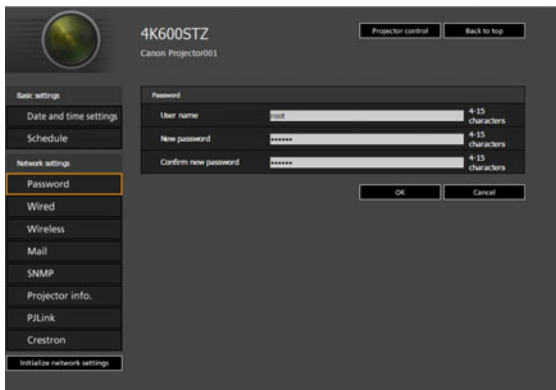 4K600STZ
Canon Projector001
Projector control
Back to top
Basic settings
Date and time settings
Schedule
Network settings
Password
Wired
Wireless
Mail
SNMP
Projector info.
PJLink
Crestron
Initialize network settings
Password
User name
root
4-15
characters
New password
••••••
4-15
characters
Confirm new password
••••••
4-15
characters
OK
Cancel